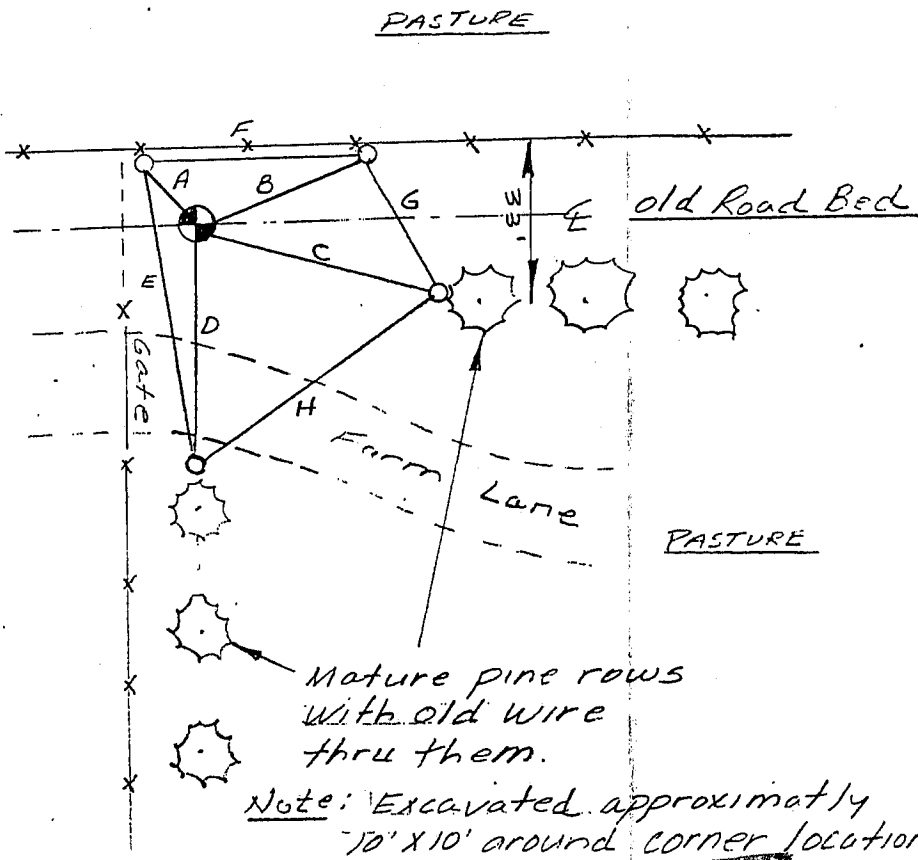 PASTURE
F
A
B
G
33'
℄
old Road Bed
C
E
D
Gate
H
Farm
Lane
PASTURE
Mature pine rows
with old wire
thru them.
Note: Excavated approximatly
10' X 10' around corner location